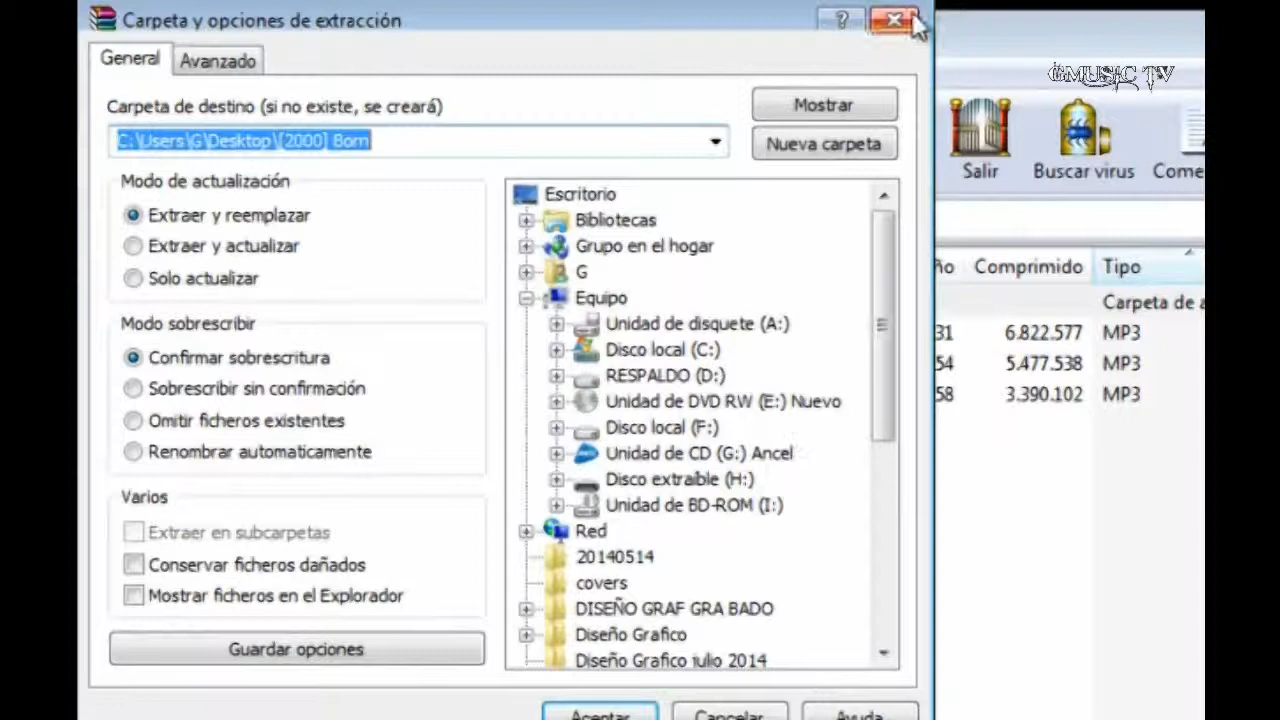 Carpeta y opciones de extracción
?
GMUSIC TV
General
Avanzado
Carpeta de destino (si no existe, se creará)
Mostrar
C:\Users\G\Desktop\[2000] Born
Nueva carpeta
Salir
Buscar virus
Come
Modo de actualización
Extraer y reemplazar
Extraer y actualizar
Solo actualizar
Modo sobrescribir
Confirmar sobrescritura
Sobrescribir sin confirmación
Omitir ficheros existentes
Renombrar automaticamente
Varios
Extraer en subcarpetas
Conservar ficheros dañados
Mostrar ficheros en el Explorador
Guardar opciones
Escritorio
Bibliotecas
Grupo en el hogar
G
Equipo
Unidad de disquete (A:)
Disco local (C:)
RESPALDO (D:)
Unidad de DVD RW (E:) Nuevo
Disco local (F:)
Unidad de CD (G:) Ancel
Disco extraíble (H:)
Unidad de BD-ROM (I:)
Red
20140514
covers
DISEÑO GRAF GRA BADO
Diseño Grafico
Diseño Grafico julio 2014
ño Comprimido Tipo
Carpeta de a
31 6.822.577 MP3
54 5.477.538 MP3
58 3.390.102 MP3
Aceptar
Cancelar
Ayuda